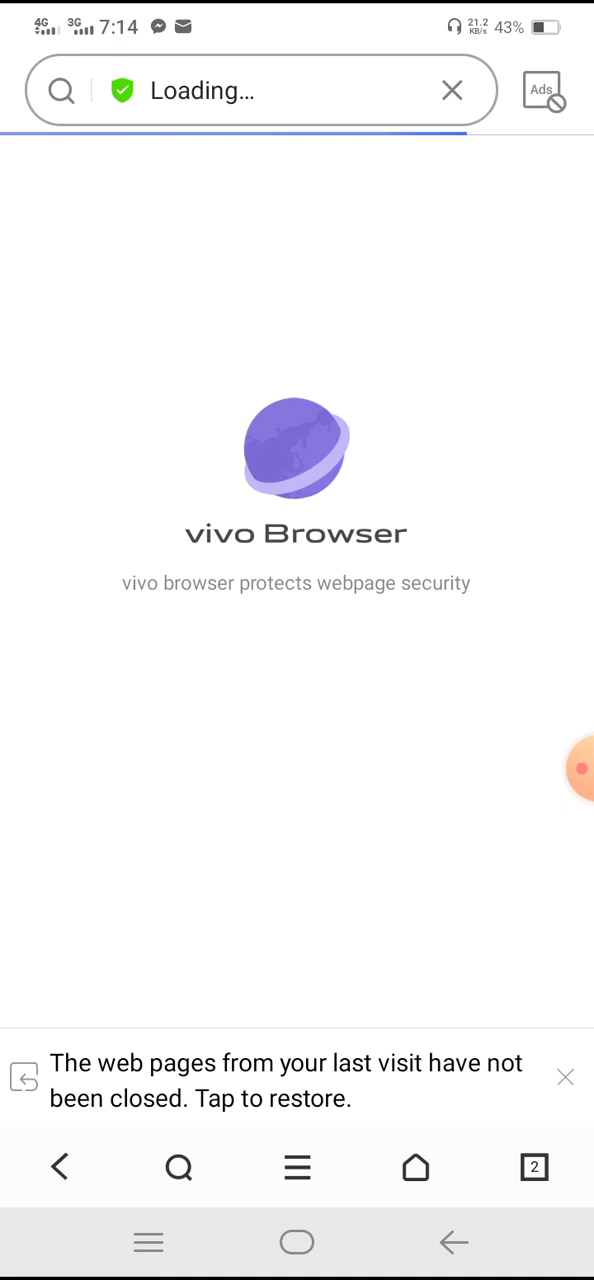 4G 3G 7:14 21.2 KB/s 43%
Loading... Ads
vivo Browser
vivo browser protects webpage security
The web pages from your last visit have not
been closed. Tap to restore.
2